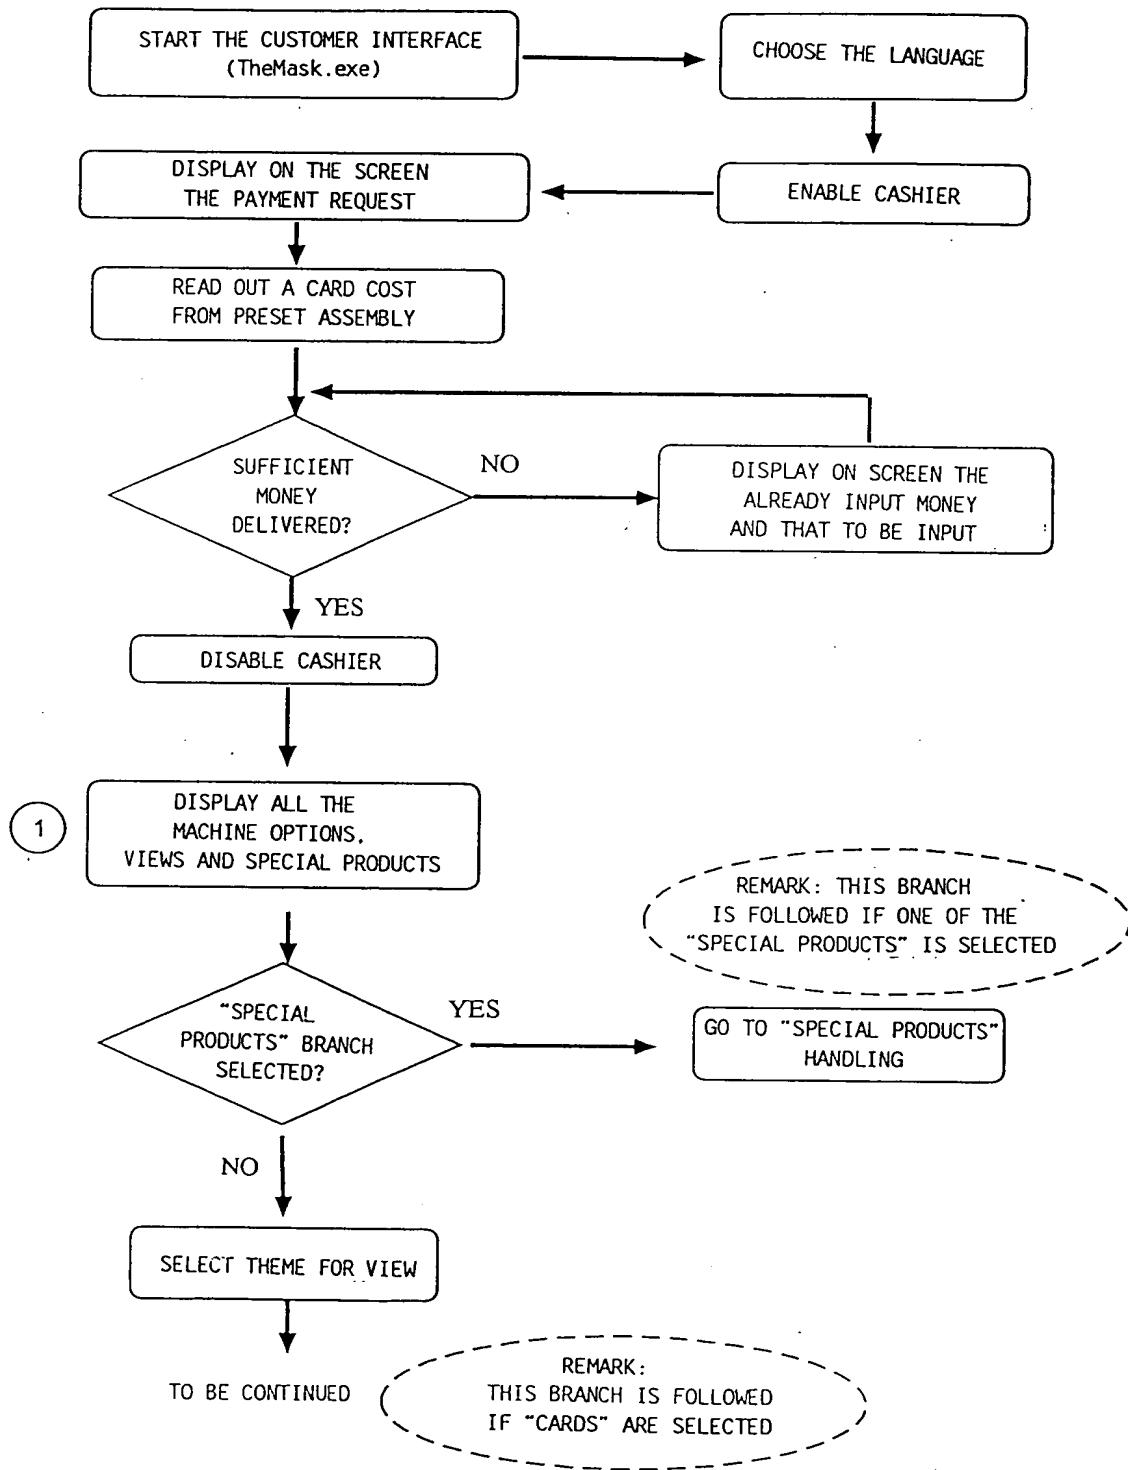 START THE CUSTOMER INTERFACE
(TheMask.exe)
CHOOSE THE LANGUAGE
ENABLE CASHIER
DISPLAY ON THE SCREEN
THE PAYMENT REQUEST
READ OUT A CARD COST
FROM PRESET ASSEMBLY
SUFFICIENT
MONEY
DELIVERED?
NO
DISPLAY ON SCREEN THE
ALREADY INPUT MONEY
AND THAT TO BE INPUT
YES
DISABLE CASHIER
1
DISPLAY ALL THE
MACHINE OPTIONS,
VIEWS AND SPECIAL PRODUCTS
REMARK: THIS BRANCH
IS FOLLOWED IF ONE OF THE
"SPECIAL PRODUCTS" IS SELECTED
"SPECIAL
PRODUCTS" BRANCH
SELECTED?
YES
GO TO "SPECIAL PRODUCTS"
HANDLING
NO
SELECT THEME FOR VIEW
TO BE CONTINUED
REMARK:
THIS BRANCH IS FOLLOWED
IF "CARDS" ARE SELECTED